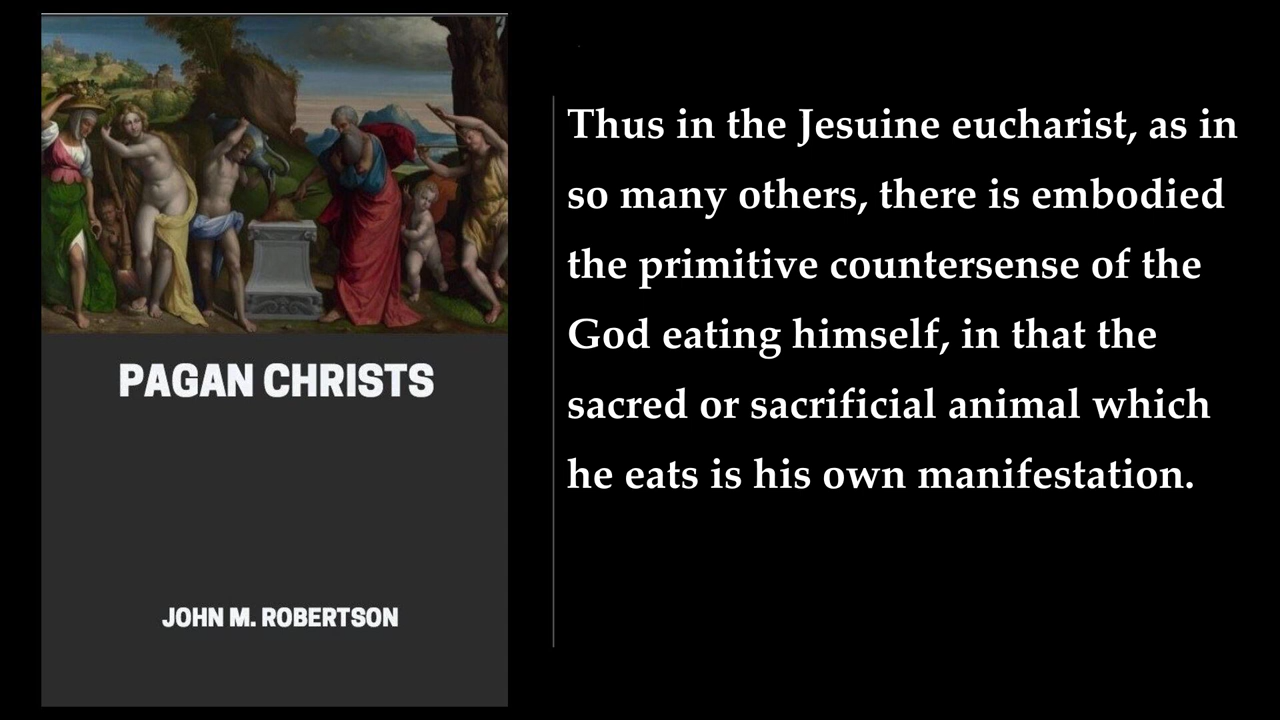 PAGAN CHRISTS
JOHN M. ROBERTSON
Thus in the Jesuine eucharist, as in
so many others, there is embodied
the primitive countersense of the
God eating himself, in that the
sacred or sacrificial animal which
he eats is his own manifestation.